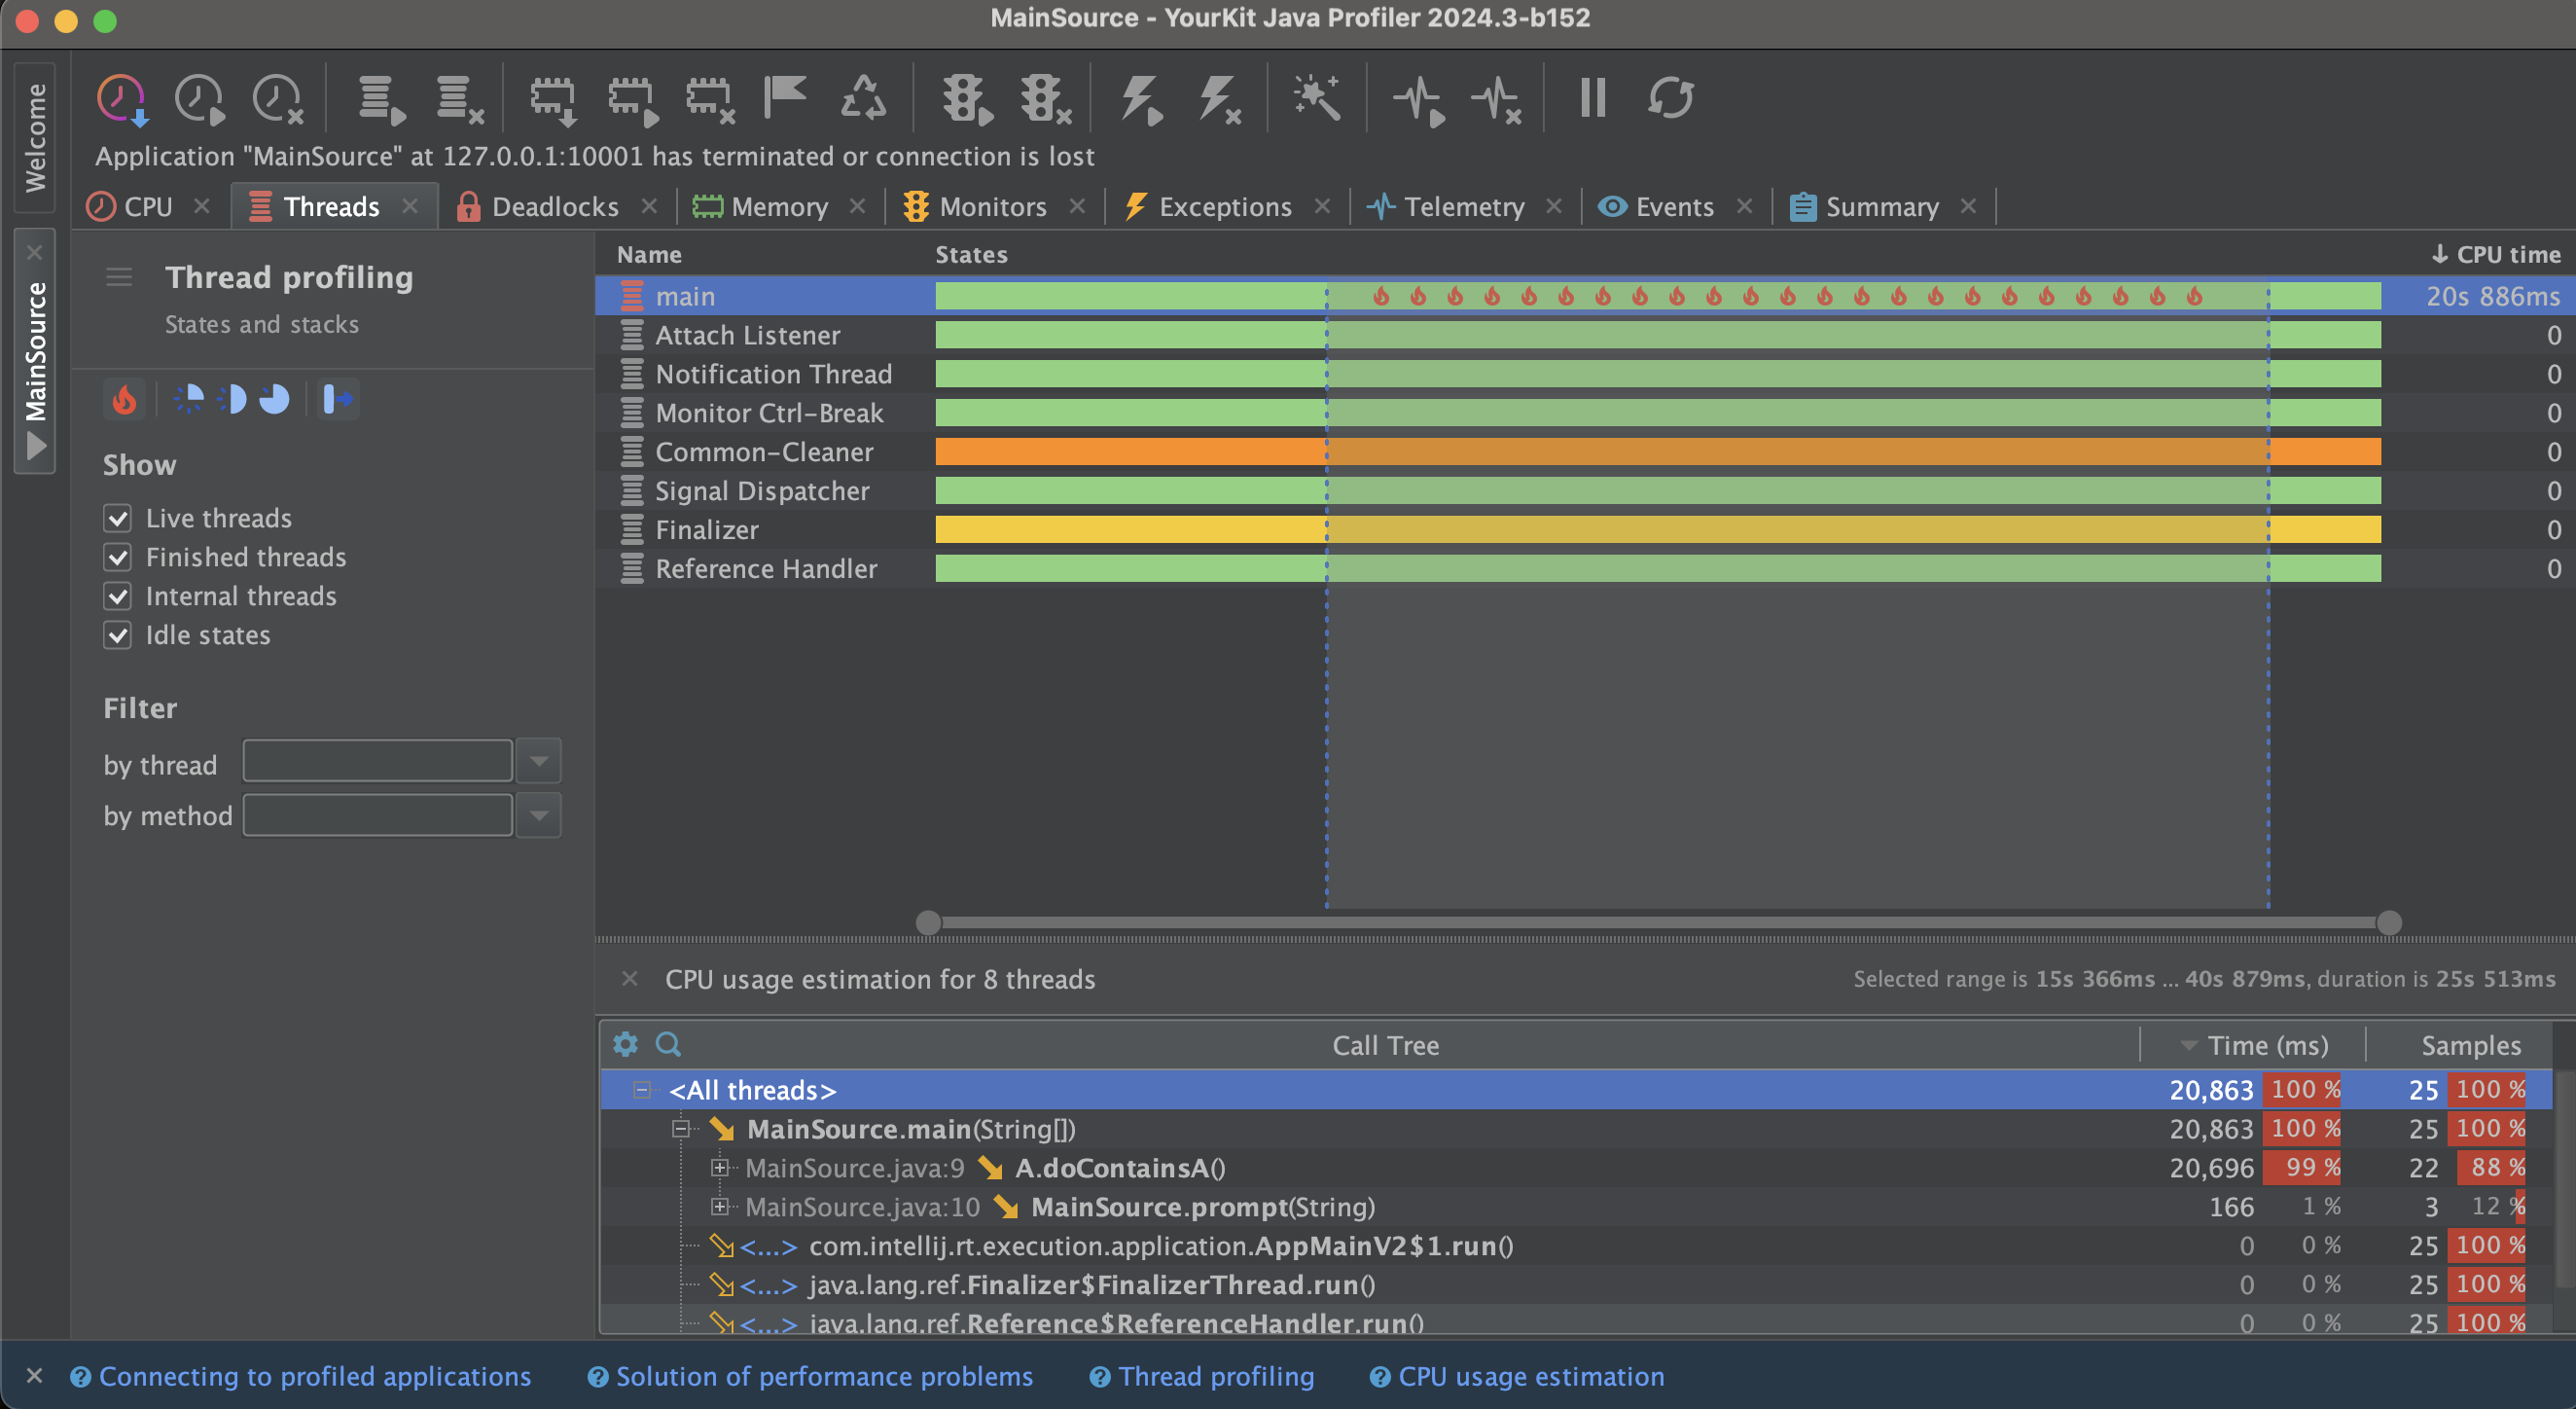 MainSource - YourKit Java Profiler 2024.3-b152
Welcome
MainSource
Application "MainSource" at 127.0.0.1:10001 has terminated or connection is lost
CPU Threads Deadlocks Memory Monitors Exceptions Telemetry Events Summary
Thread profiling
States and stacks
Show
Live threads
Finished threads
Internal threads
Idle states
Filter
by thread
by method
Name States CPU time
main 20s 886ms
Attach Listener 0
Notification Thread 0
Monitor Ctrl-Break 0
Common-Cleaner 0
Signal Dispatcher 0
Finalizer 0
Reference Handler 0
CPU usage estimation for 8 threads Selected range is 15s 366ms ... 40s 879ms, duration is 25s 513ms
Call Tree Time (ms) Samples
<All threads> 20,863 100 % 25 100 %
MainSource.main(String[]) 20,863 100 % 25 100 %
MainSource.java:9 A.doContainsA() 20,696 99 % 22 88 %
MainSource.java:10 MainSource.prompt(String) 166 1 % 3 12 %
<...> com.intellij.rt.execution.application.AppMainV2$1.run() 0 0 % 25 100 %
<...> java.lang.ref.Finalizer$FinalizerThread.run() 0 0 % 25 100 %
<...> java.lang.ref.Reference$ReferenceHandler.run() 0 0 % 25 100 %
Connecting to profiled applications Solution of performance problems Thread profiling CPU usage estimation